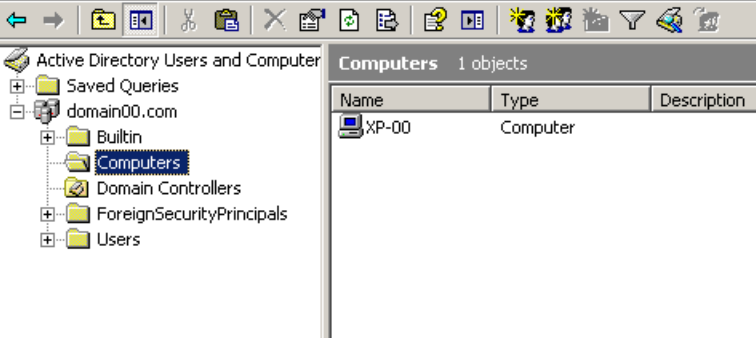 Active Directory Users and Computer
Saved Queries
domain00.com
Builtin
Computers
Domain Controllers
ForeignSecurityPrincipals
Users
Computers 1 objects
Name Type Description
XP-00 Computer